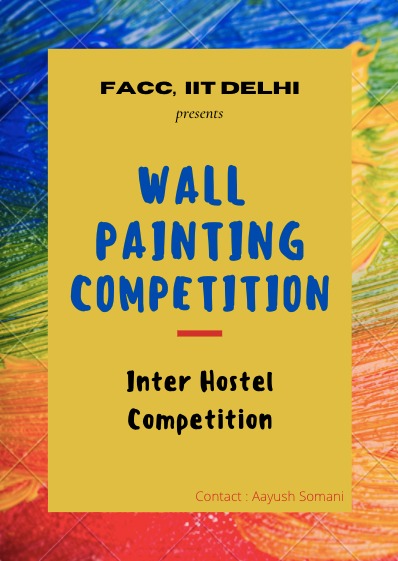 FACC, IIT DELHI
presents
WALL
PAINTING
COMPETITION
Inter Hostel
Competition
Contact : Aayush Somani